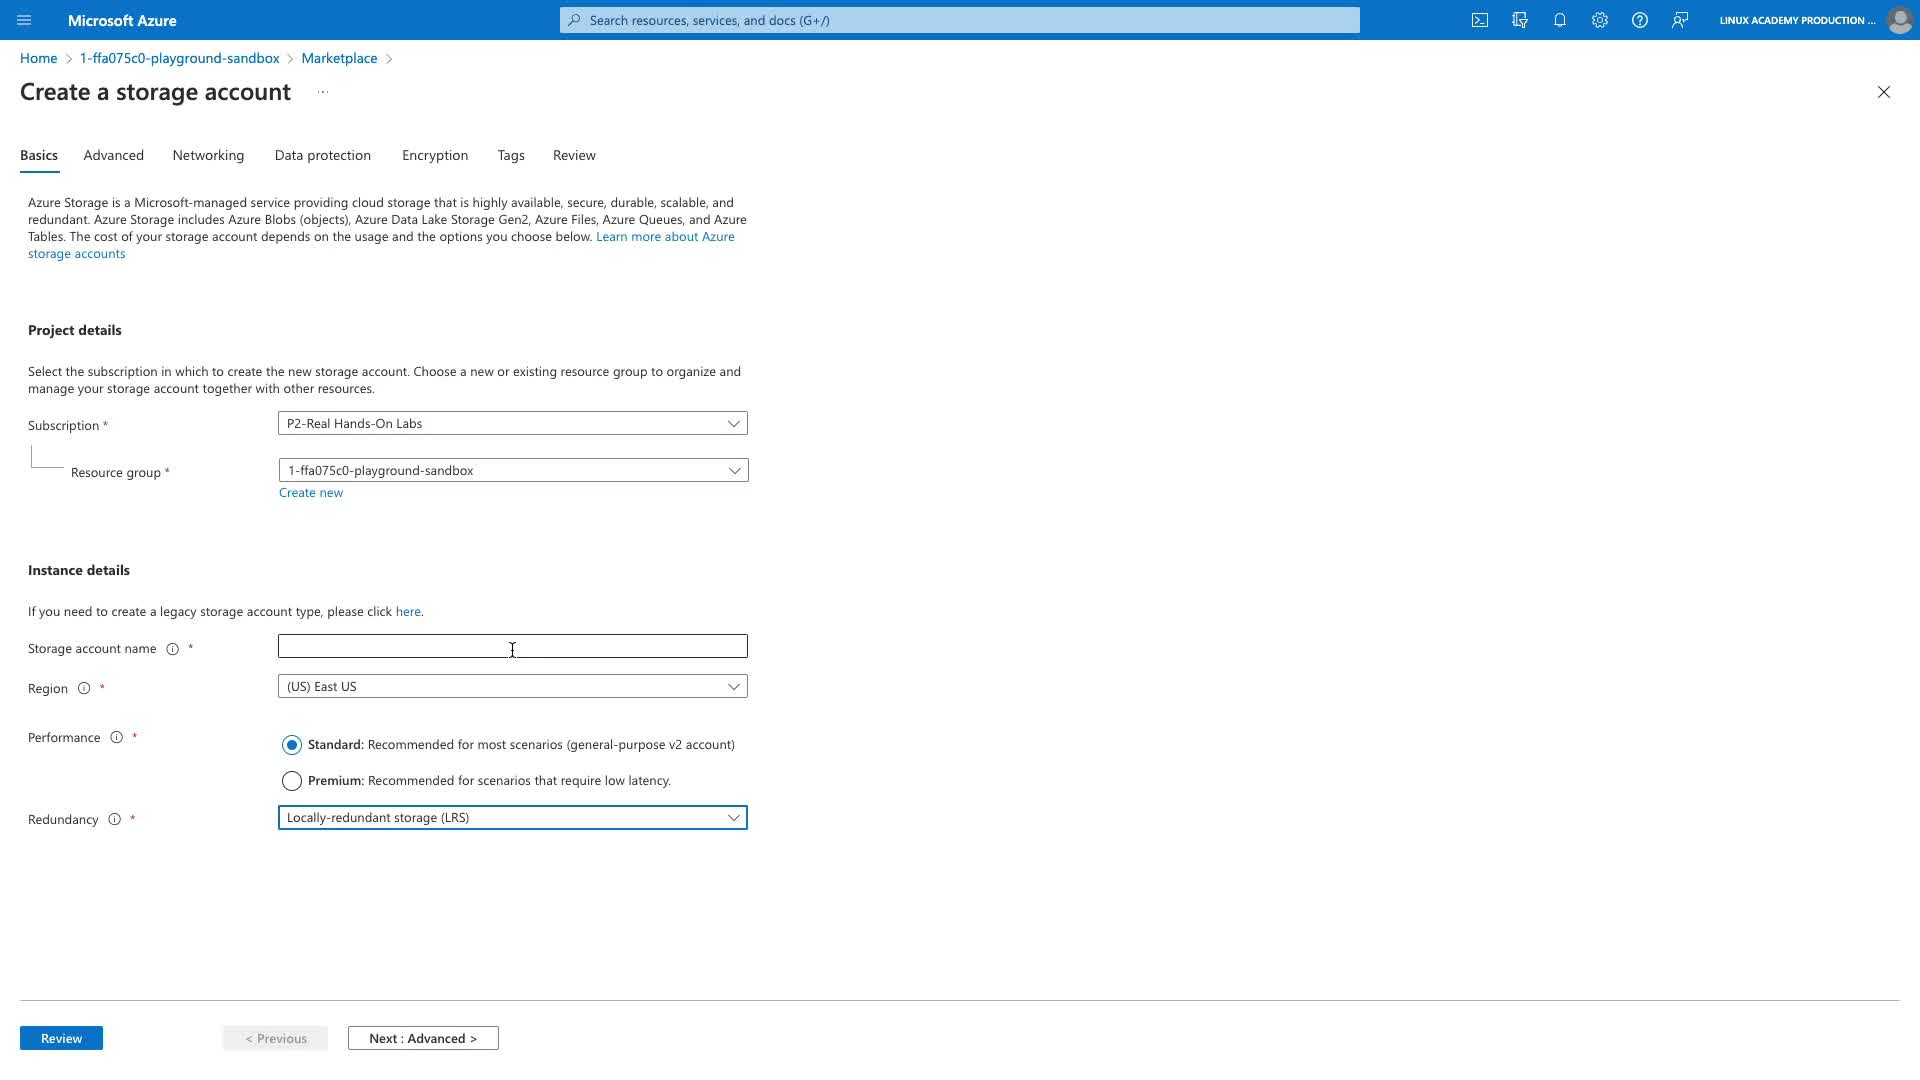 Microsoft Azure
Search resources, services, and docs (G+/)
LINUX ACADEMY PRODUCTION ...
Home > 1-ffa075c0-playground-sandbox > Marketplace >
Create a storage account ...
Basics Advanced Networking Data protection Encryption Tags Review
Azure Storage is a Microsoft-managed service providing cloud storage that is highly available, secure, durable, scalable, and
redundant. Azure Storage includes Azure Blobs (objects), Azure Data Lake Storage Gen2, Azure Files, Azure Queues, and Azure
Tables. The cost of your storage account depends on the usage and the options you choose below. Learn more about Azure
storage accounts
Project details
Select the subscription in which to create the new storage account. Choose a new or existing resource group to organize and
manage your storage account together with other resources.
Subscription * P2-Real Hands-On Labs
Resource group * 1-ffa075c0-playground-sandbox
Create new
Instance details
If you need to create a legacy storage account type, please click here.
Storage account name *
Region * (US) East US
Performance *
Standard: Recommended for most scenarios (general-purpose v2 account)
Premium: Recommended for scenarios that require low latency.
Redundancy * Locally-redundant storage (LRS)
Review < Previous Next : Advanced >